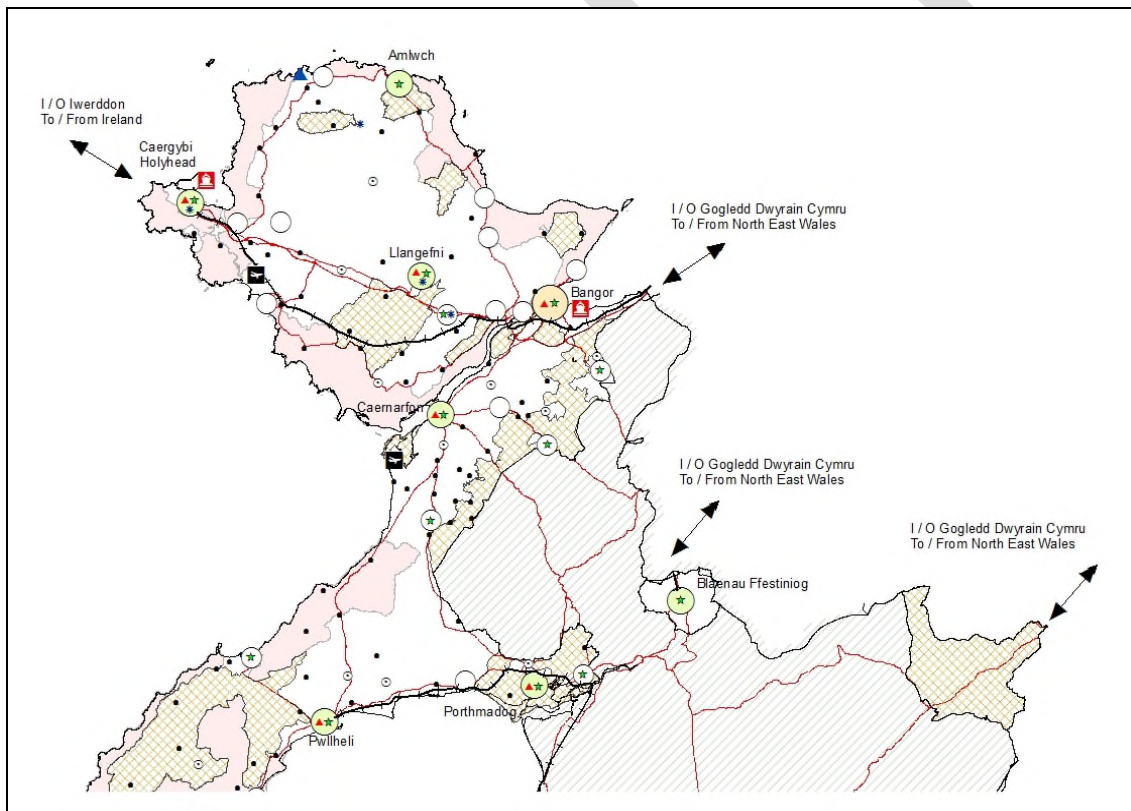 Amlwch
I / O Iwerddon
To / From Ireland
Caergybi
Holyhead
I / O Gogledd Dwyrain Cymru
To / From North East Wales
Llangefni
Bangor
Caernarfon
I / O Gogledd Dwyrain Cymru
To / From North East Wales
I / O Gogledd Dwyrain Cymru
To / From North East Wales
Blaenau Ffestiniog
Porthmadog
Pwllheli